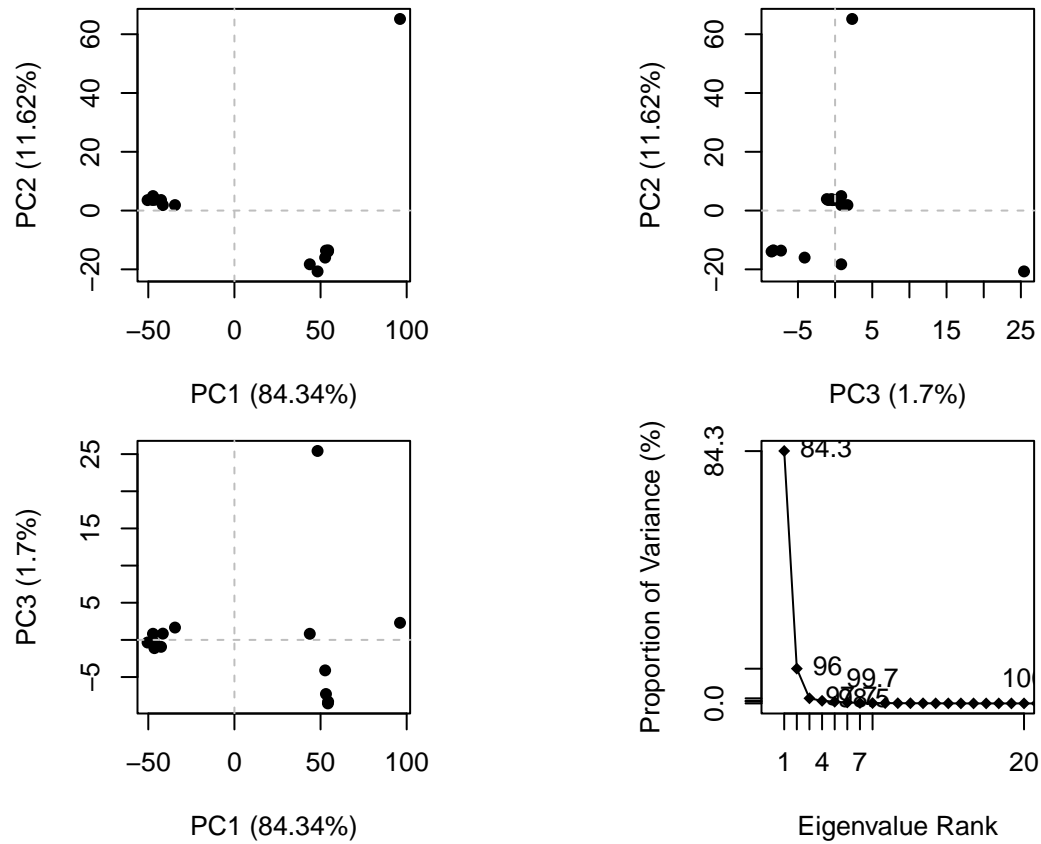 PC2 (11.62%)
60
40
20
0
−20
−50 0 50 100
PC1 (84.34%)
PC2 (11.62%)
60
40
20
0
−20
−5 5 15 25
PC3 (1.7%)
PC3 (1.7%)
25
15
5
−5
−50 0 50 100
PC1 (84.34%)
Proportion of Variance (%)
84.3
0.0
84.3
96
99.7
1 4 7 20
Eigenvalue Rank